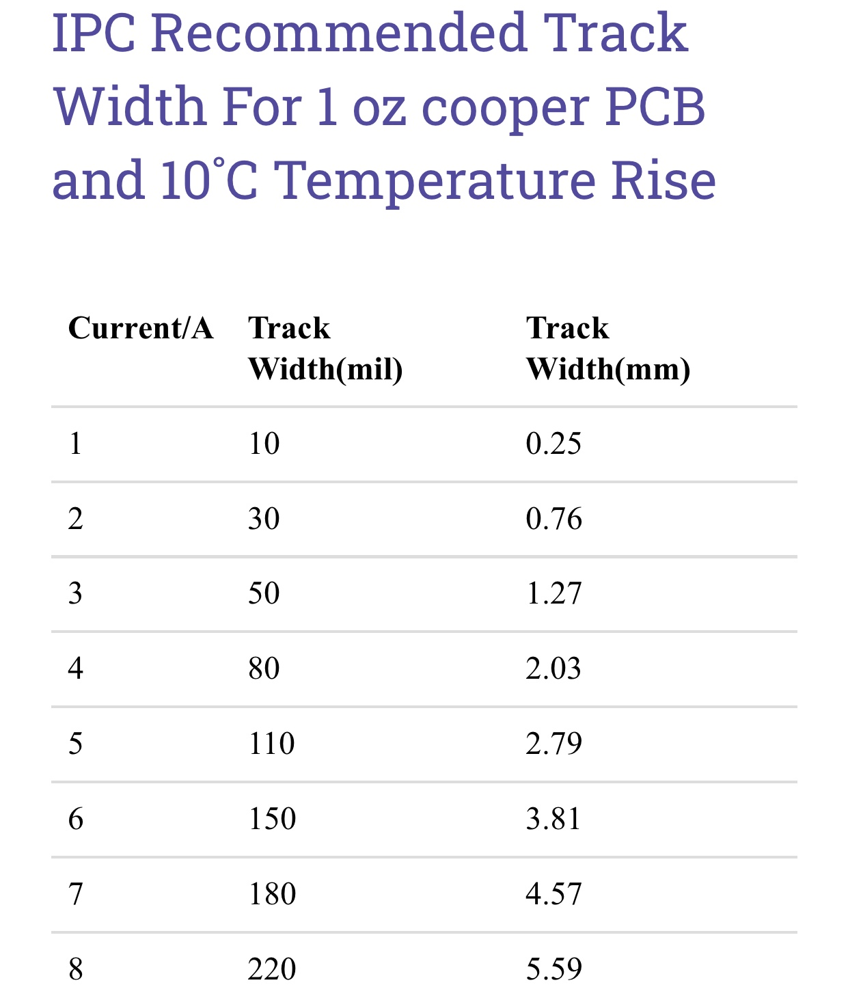 IPC Recommended Track
Width For 1 oz cooper PCB
and 10°C Temperature Rise
Current/A Track Width(mil) Track Width(mm)
1 10 0.25
2 30 0.76
3 50 1.27
4 80 2.03
5 110 2.79
6 150 3.81
7 180 4.57
8 220 5.59